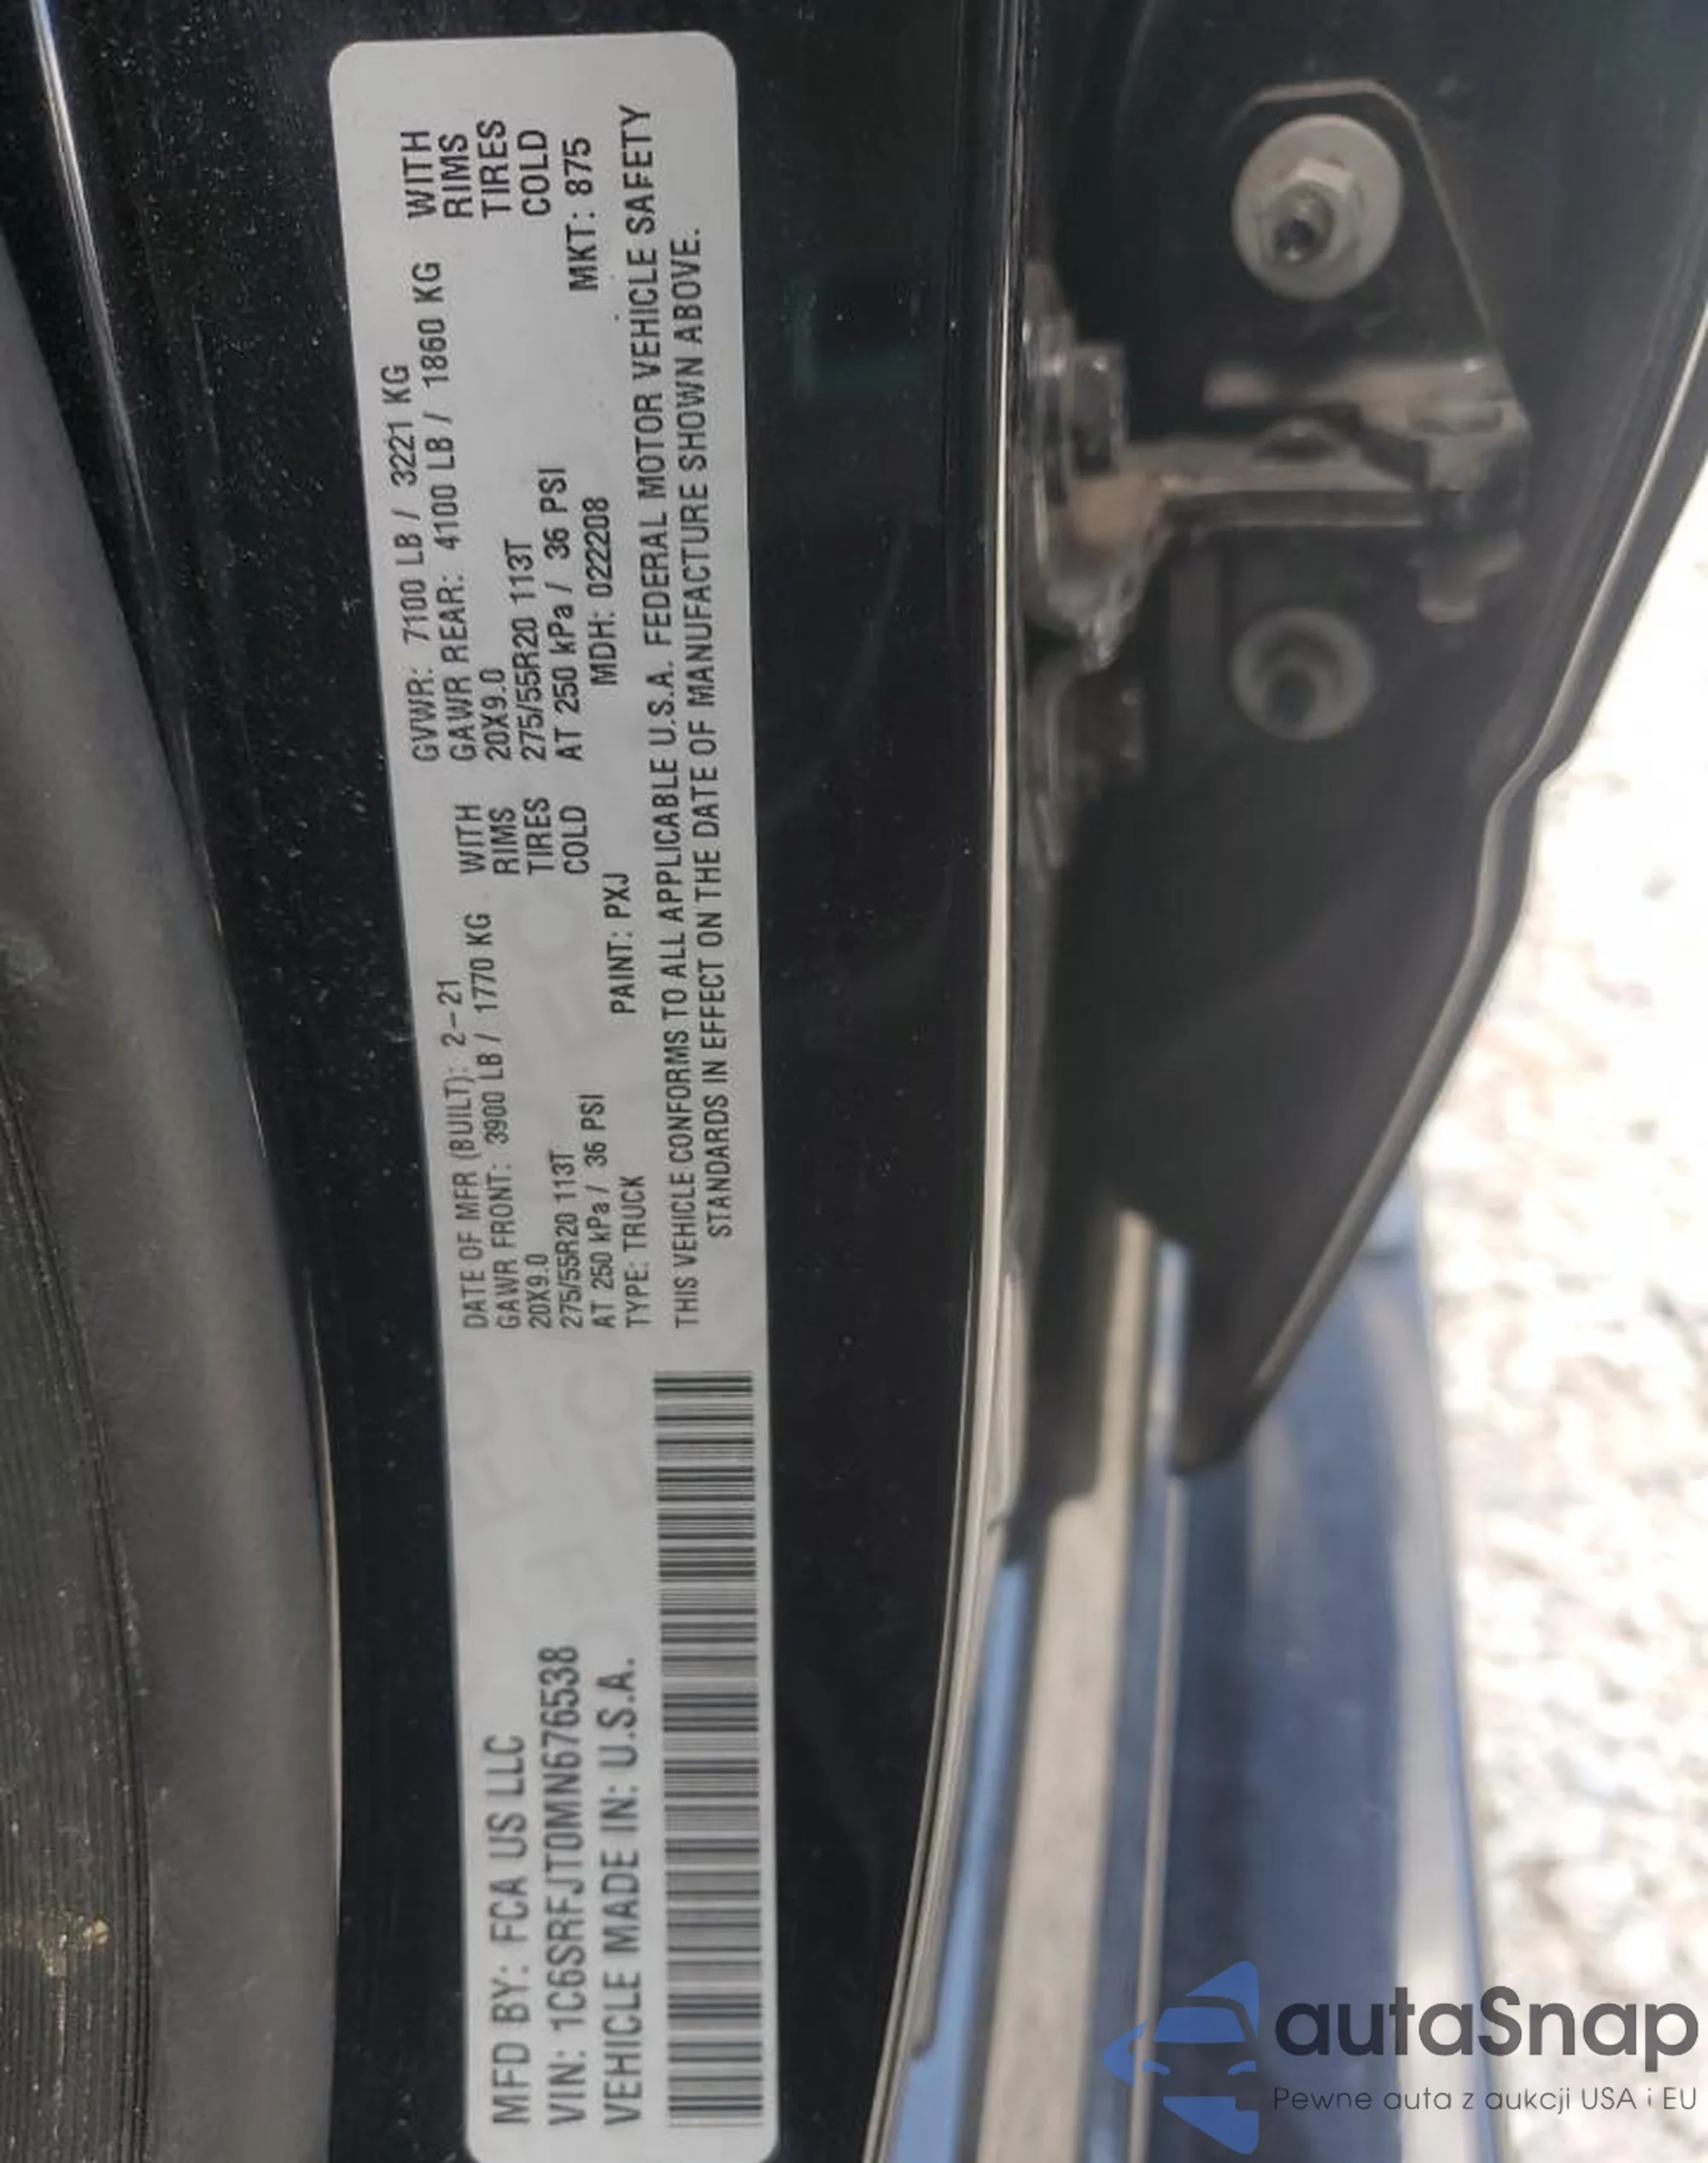 MFD BY: FCA US LLC
VIN: 1C6SRFJT0MN676538
VEHICLE MADE IN: U.S.A.
DATE OF MFR (BUILT): 2-21
GAWR FRONT: 3900 LB / 1770 KG WITH
20X9.0 RIMS
275/55R20 113T TIRES
AT 250 kPa / 36 PSI COLD
GVWR: 7100 LB / 3221 KG
GAWR REAR: 4100 LB / 1860 KG WITH
20X9.0 RIMS
275/55R20 113T TIRES
AT 250 kPa / 36 PSI COLD
TYPE: TRUCK PAINT: PXJ MDH: 022208 MKT: 875
THIS VEHICLE CONFORMS TO ALL APPLICABLE U.S.A. FEDERAL MOTOR VEHICLE SAFETY
STANDARDS IN EFFECT ON THE DATE OF MANUFACTURE SHOWN ABOVE.
autaSnap
Pewne auta z aukcji USA i EU